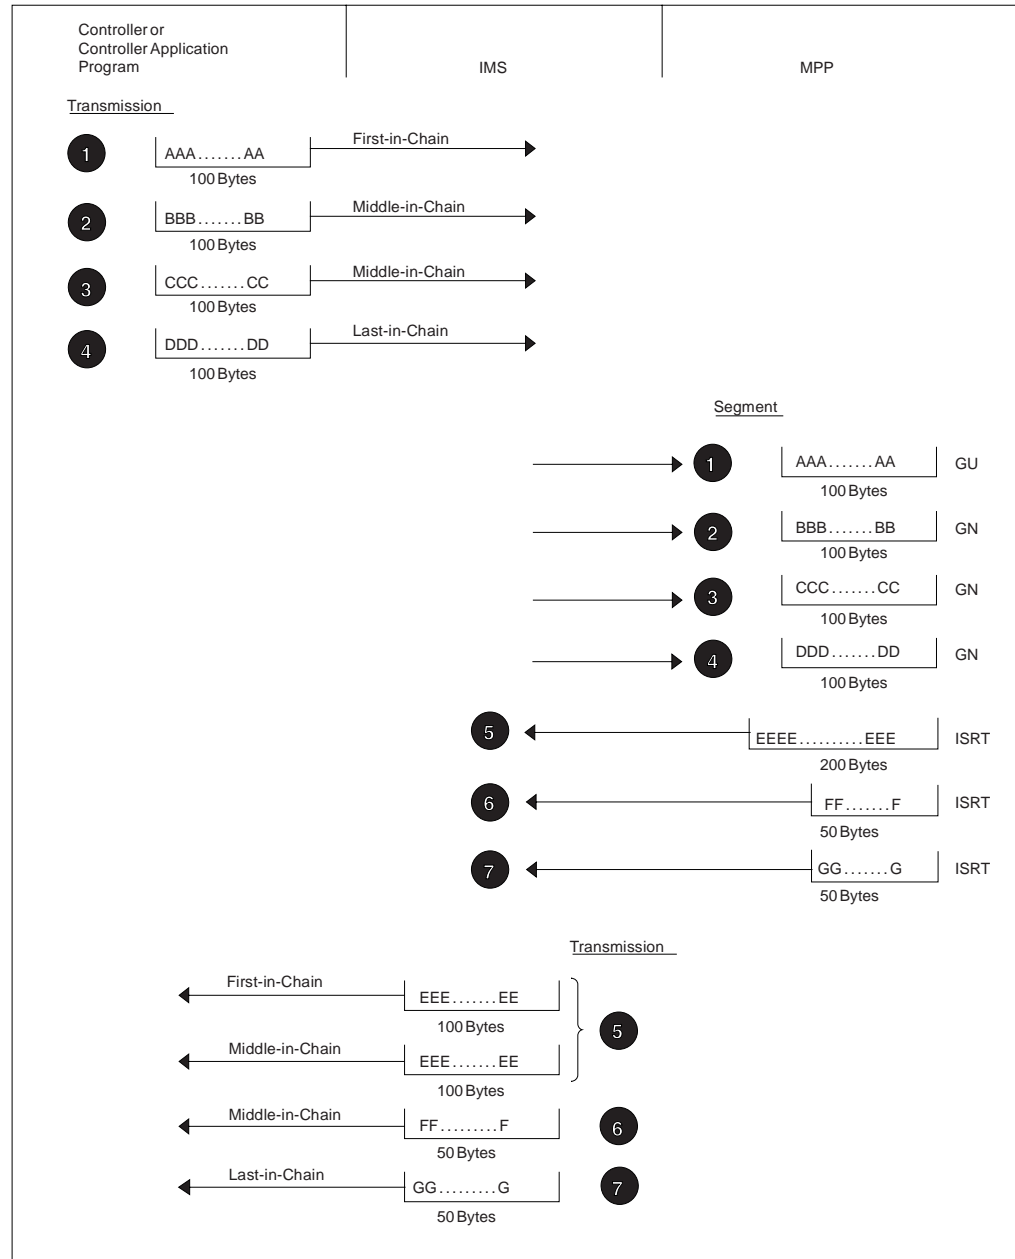 Controller or
Controller Application
Program
IMS
MPP
Transmission
1
AAA.......AA
First-in-Chain
100 Bytes
2
BBB.......BB
Middle-in-Chain
100 Bytes
3
CCC.......CC
Middle-in-Chain
100 Bytes
4
DDD.......DD
Last-in-Chain
100 Bytes
Segment
1
AAA.......AA
GU
100 Bytes
2
BBB.......BB
GN
100 Bytes
3
CCC.......CC
GN
100 Bytes
4
DDD.......DD
GN
100 Bytes
5
EEEE..........EEE
ISRT
200 Bytes
6
FF.......F
ISRT
50 Bytes
7
GG.......G
ISRT
50 Bytes
Transmission
First-in-Chain
EEE.......EE
100 Bytes
5
Middle-in-Chain
EEE.......EE
100 Bytes
Middle-in-Chain
FF.........F
6
50 Bytes
Last-in-Chain
GG.........G
7
50 Bytes